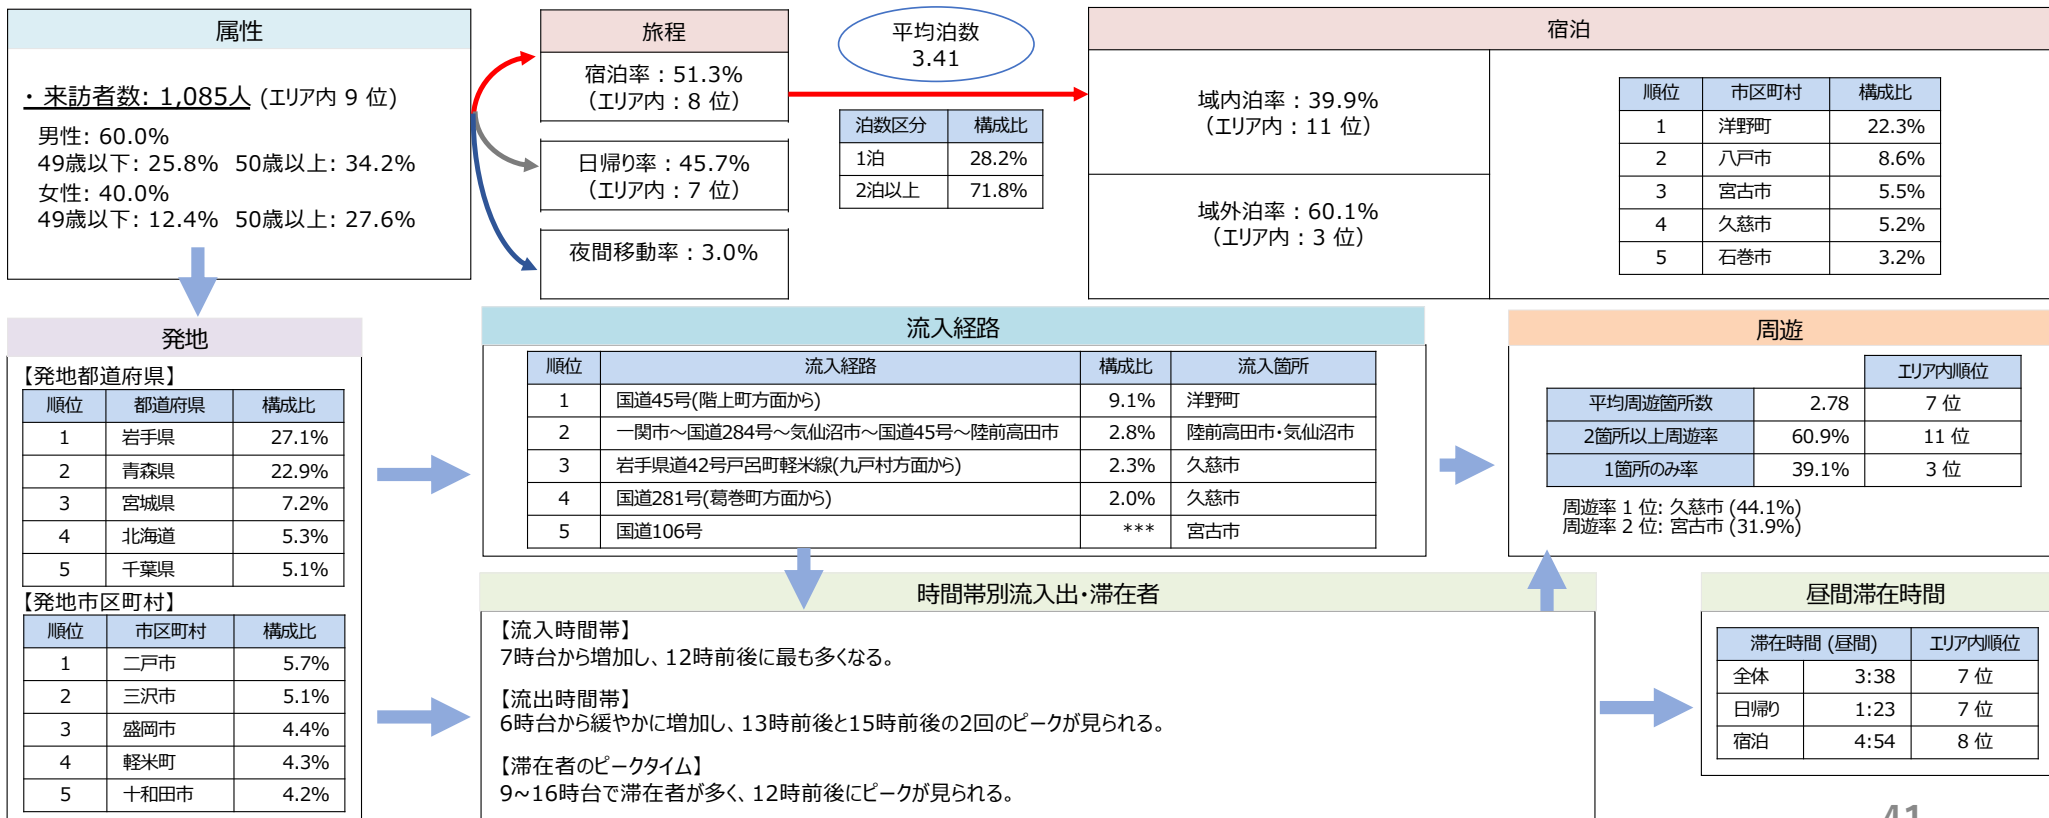 属性
・来訪者数: 1,085人 (エリア内 9 位)
男性: 60.0%
49歳以下: 25.8% 50歳以上: 34.2%
女性: 40.0%
49歳以下: 12.4% 50歳以上: 27.6%
旅程
宿泊率：51.3%
（エリア内：8 位）
日帰り率：45.7%
（エリア内：7 位）
夜間移動率：3.0%
平均泊数
3.41
泊数区分 構成比
1泊 28.2%
2泊以上 71.8%
宿泊
域内泊率：39.9%
（エリア内：11 位）
域外泊率：60.1%
（エリア内：3 位）
順位 市区町村 構成比
1 洋野町 22.3%
2 八戸市 8.6%
3 宮古市 5.5%
4 久慈市 5.2%
5 石巻市 3.2%
発地
【発地都道府県】
順位 都道府県 構成比
1 岩手県 27.1%
2 青森県 22.9%
3 宮城県 7.2%
4 北海道 5.3%
5 千葉県 5.1%
【発地市区町村】
順位 市区町村 構成比
1 二戸市 5.7%
2 三沢市 5.1%
3 盛岡市 4.4%
4 軽米町 4.3%
5 十和田市 4.2%
流入経路
順位 流入経路 構成比 流入箇所
1 国道45号(階上町方面から) 9.1% 洋野町
2 一関市～国道284号～気仙沼市～国道45号～陸前高田市 2.8% 陸前高田市・気仙沼市
3 岩手県道42号戸呂町軽米線(九戸村方面から) 2.3% 久慈市
4 国道281号(葛巻町方面から) 2.0% 久慈市
5 国道106号 *** 宮古市
周遊
エリア内順位
平均周遊箇所数 2.78 7 位
2箇所以上周遊率 60.9% 11 位
1箇所のみ率 39.1% 3 位
周遊率 1 位: 久慈市 (44.1%)
周遊率 2 位: 宮古市 (31.9%)
時間帯別流入出・滞在者
【流入時間帯】
7時台から増加し、12時前後に最も多くなる。
【流出時間帯】
6時台から緩やかに増加し、13時前後と15時前後の2回のピークが見られる。
【滞在者のピークタイム】
9~16時台で滞在者が多く、12時前後にピークが見られる。
昼間滞在時間
滞在時間 (昼間) エリア内順位
全体 3:38 7 位
日帰り 1:23 7 位
宿泊 4:54 8 位
41